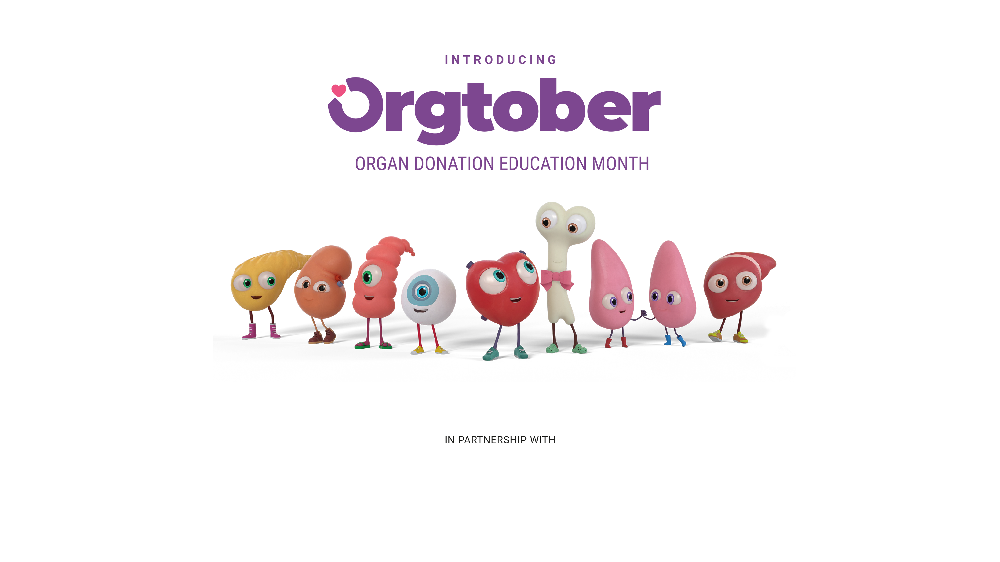 INTRODUCING
Orgtober
ORGAN DONATION EDUCATION MONTH
IN PARTNERSHIP WITH